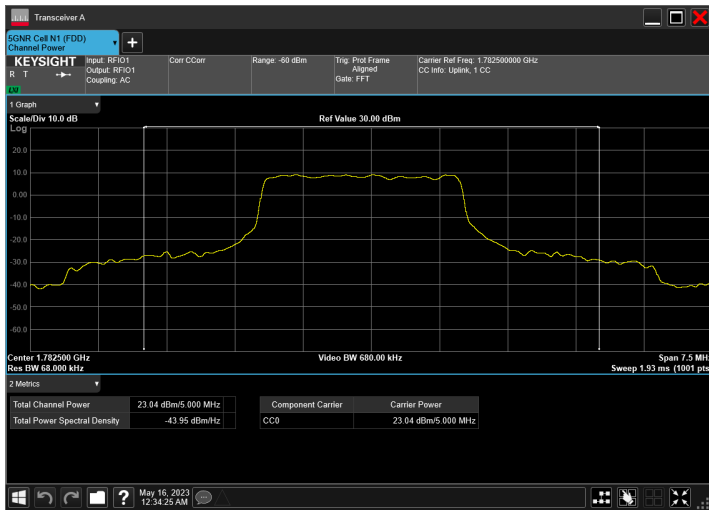 Transceiver A
5GNR Cell N1 (FDD)
Channel Power
KEYSIGHT
R T
LXI
Input: RFIO1
Output: RFIO1
Coupling: AC
Corr CCorr
Range: -60 dBm
Trig: Prot Frame
Aligned
Gate: FFT
Carrier Ref Freq: 1.782500000 GHz
CC Info: Uplink, 1 CC
1 Graph
Scale/Div 10.0 dB
Ref Value 30.00 dBm
Log
20.0
10.0
0.00
-10.0
-20.0
-30.0
-40.0
-50.0
-60.0
Center 1.782500 GHz
Video BW 680.00 kHz
Span 7.5 MH
Res BW 68.000 kHz
Sweep 1.93 ms (1001 pts
2 Metrics
Total Channel Power 23.04 dBm/5.000 MHz
Total Power Spectral Density -43.95 dBm/Hz
Component Carrier Carrier Power
CC0 23.04 dBm/5.000 MHz
?
May 16, 2023
12:34:25 AM